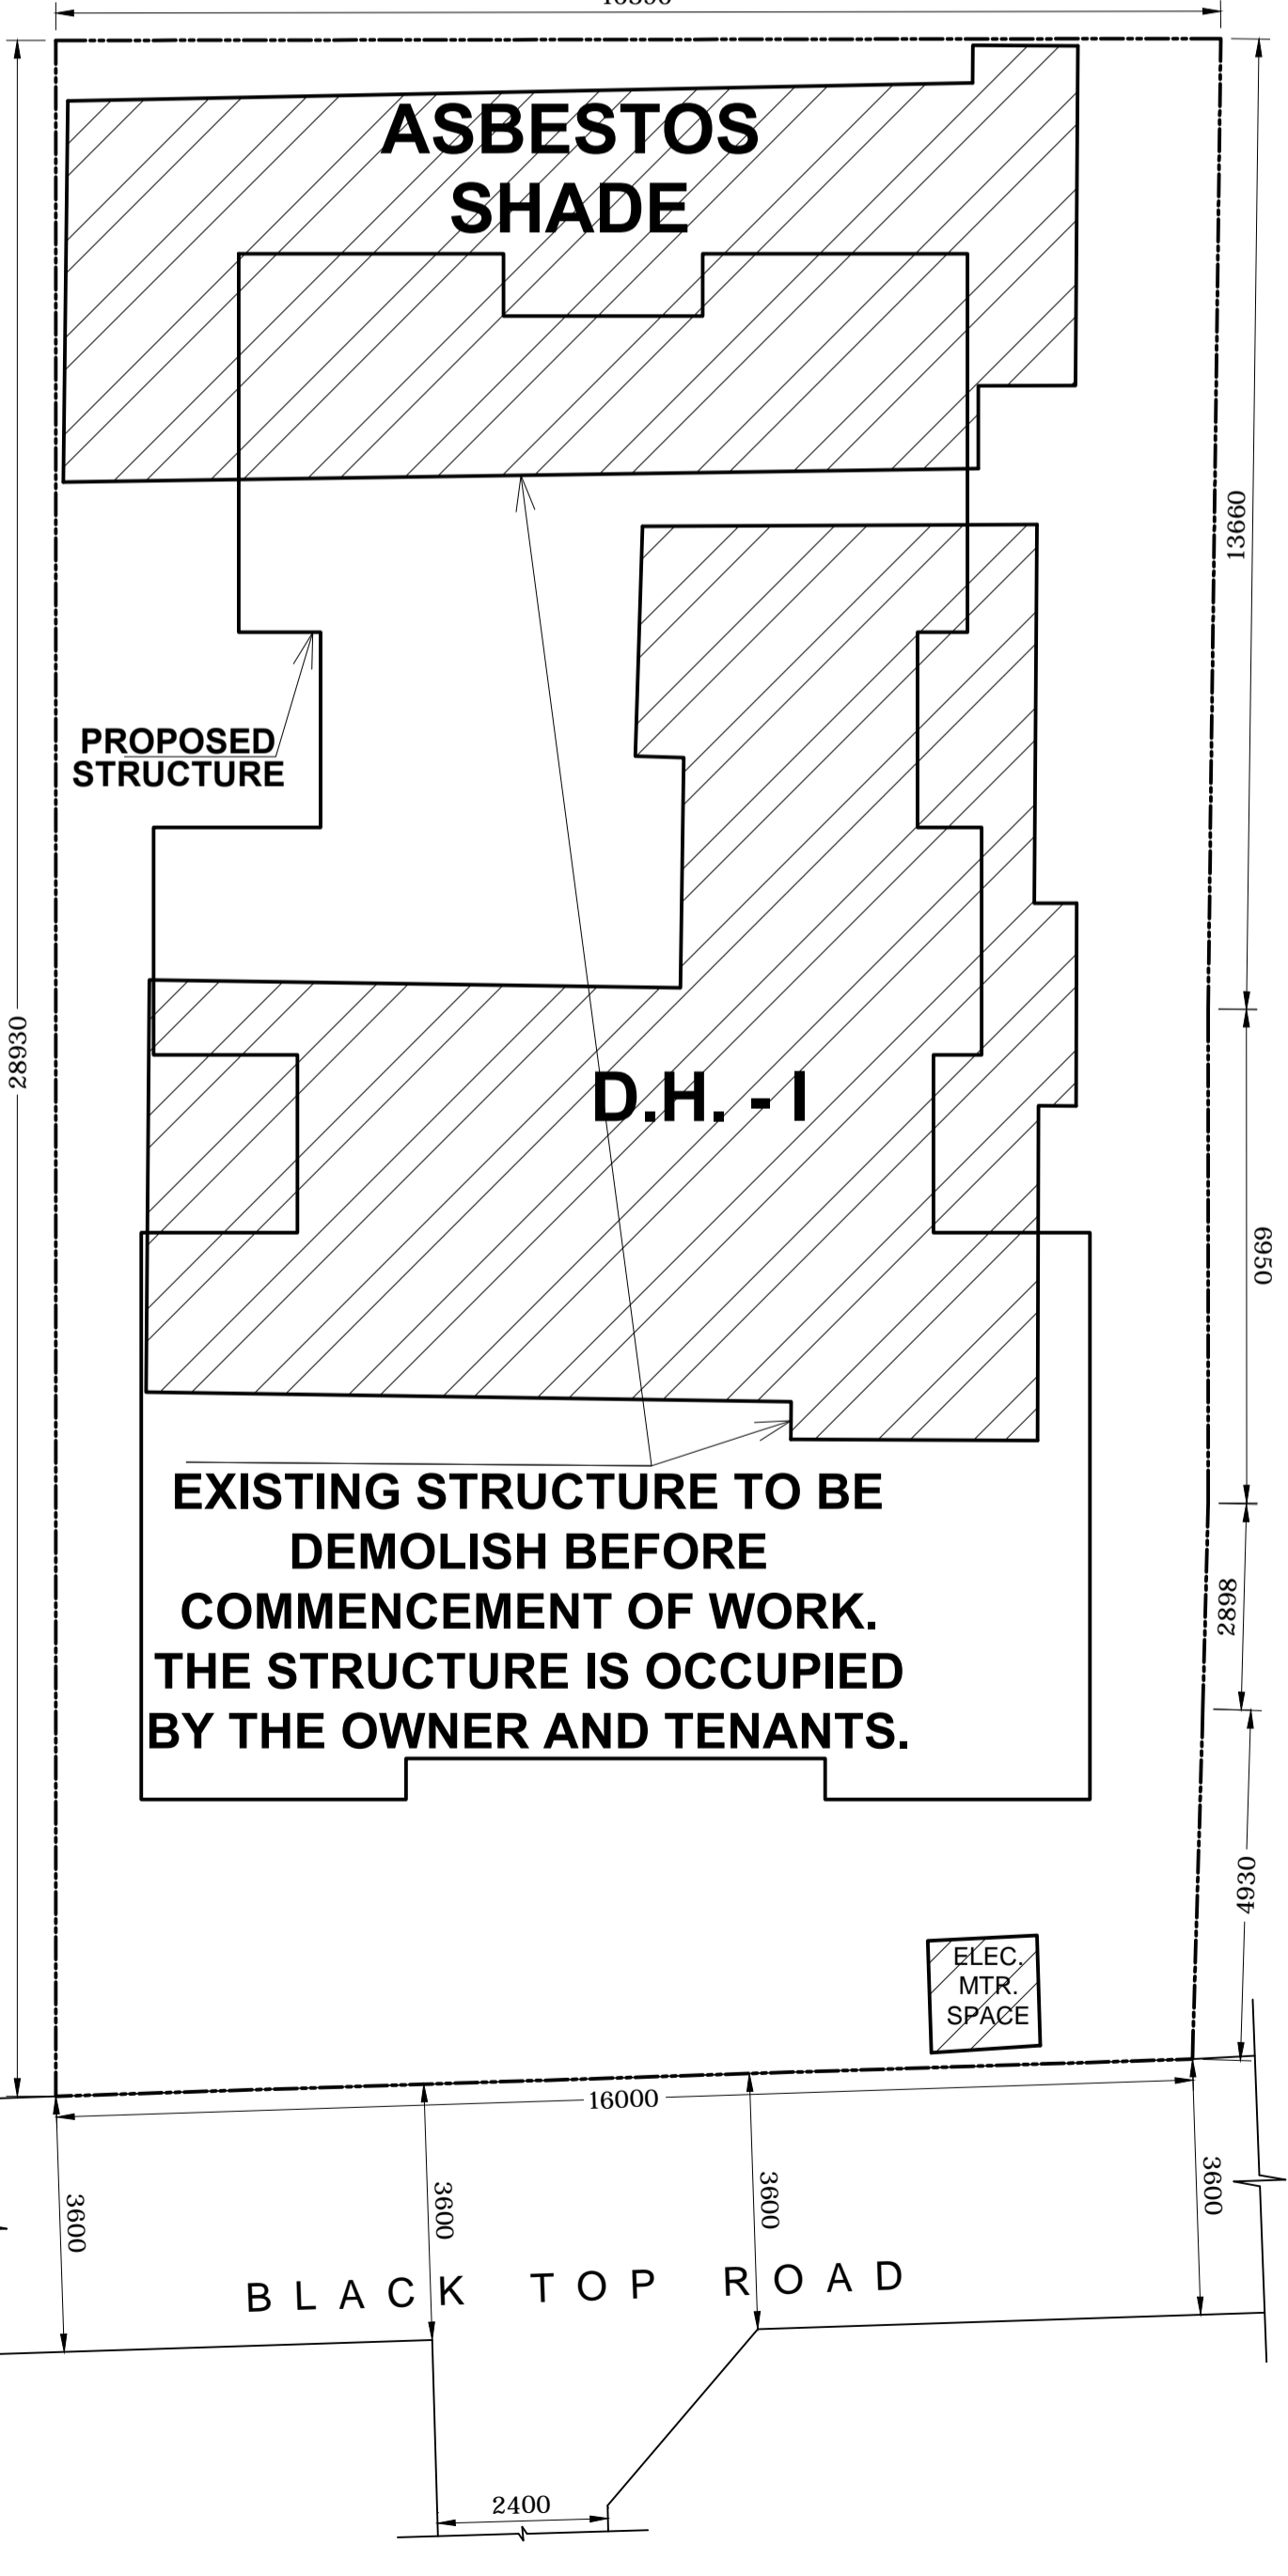 ASBESTOS
SHADE
13660
PROPOSED
STRUCTURE
28930
D.H. - I
6950
EXISTING STRUCTURE TO BE
DEMOLISH BEFORE
COMMENCEMENT OF WORK.
THE STRUCTURE IS OCCUPIED
BY THE OWNER AND TENANTS.
2898
4930
ELEC.
MTR.
SPACE
16000
3600
3600
3600
3600
BLACK TOP ROAD
2400